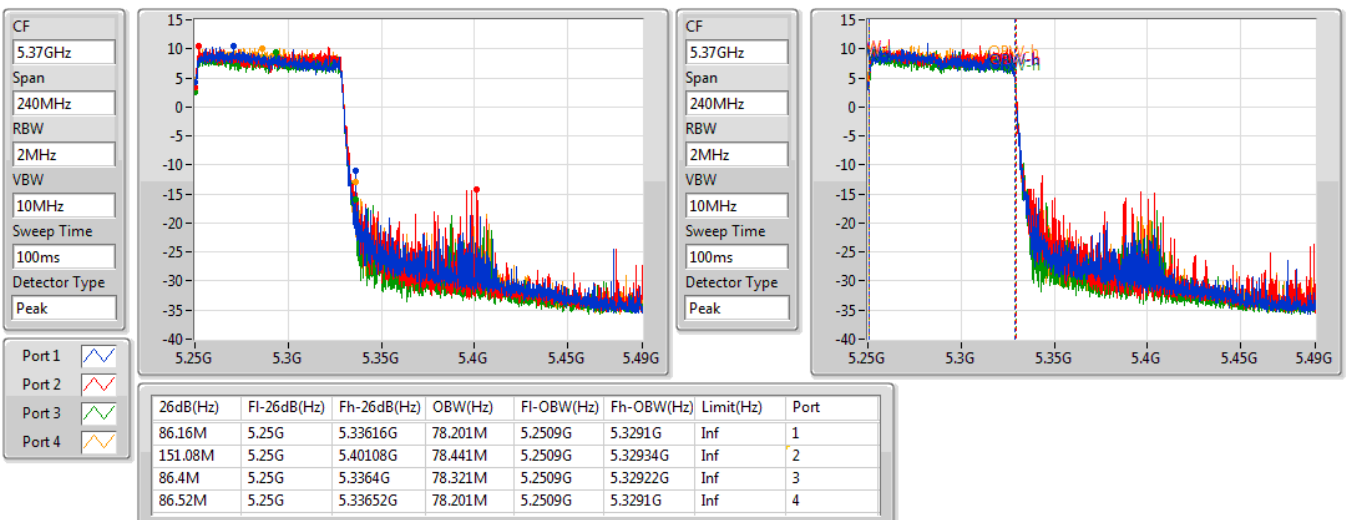 CF
5.37GHz
Span
240MHz
RBW
2MHz
VBW
10MHz
Sweep Time
100ms
Detector Type
Peak
15
10
5
0
-5
-10
-15
-20
-25
-30
-35
-40
5.25G 5.3G 5.35G 5.4G 5.45G 5.49G
CF
5.37GHz
Span
240MHz
RBW
2MHz
VBW
10MHz
Sweep Time
100ms
Detector Type
Peak
15
10
5
0
-5
-10
-15
-20
-25
-30
-35
-40
5.25G 5.3G 5.35G 5.4G 5.45G 5.49G
Port 1
Port 2
Port 3
Port 4
26dB(Hz) Fl-26dB(Hz) Fh-26dB(Hz) OBW(Hz) Fl-OBW(Hz) Fh-OBW(Hz) Limit(Hz) Port
86.16M 5.25G 5.33616G 78.201M 5.2509G 5.3291G Inf 1
151.08M 5.25G 5.40108G 78.441M 5.2509G 5.32934G Inf 2
86.4M 5.25G 5.3364G 78.321M 5.2509G 5.32922G Inf 3
86.52M 5.25G 5.33652G 78.201M 5.2509G 5.3291G Inf 4